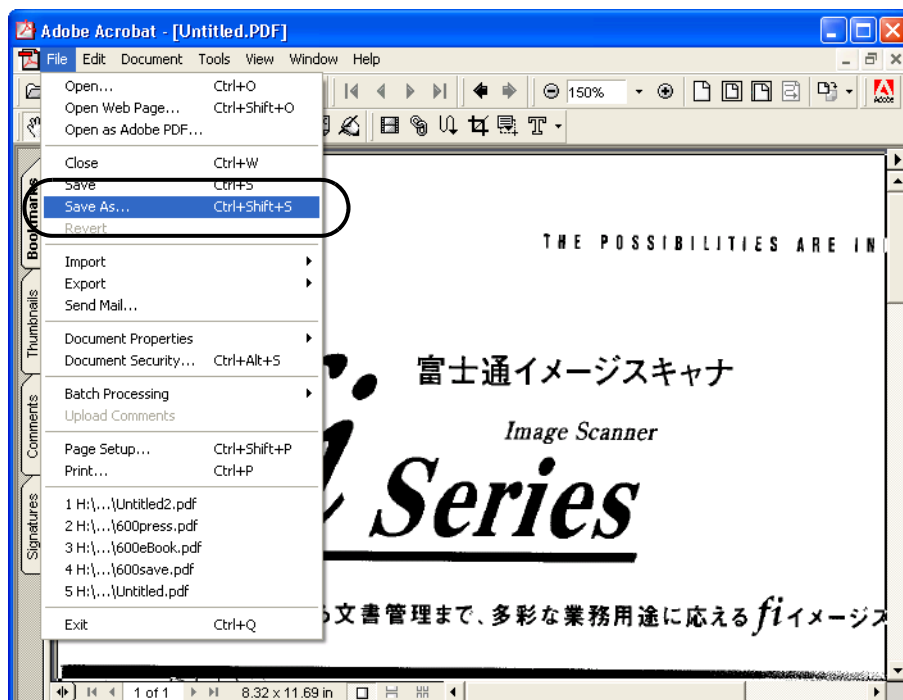 Adobe Acrobat - [Untitled.PDF]
File Edit Document Tools View Window Help
150%
Adobe
Open... Ctrl+O
Open Web Page... Ctrl+Shift+O
Open as Adobe PDF...
Close Ctrl+W
Save Ctrl+S
Save As... Ctrl+Shift+S
Revert
Import
Export
Send Mail...
Document Properties
Document Security... Ctrl+Alt+S
Batch Processing
Upload Comments
Page Setup... Ctrl+Shift+P
Print... Ctrl+P
1 H:\...\Untitled2.pdf
2 H:\...\600press.pdf
3 H:\...\600eBook.pdf
4 H:\...\600save.pdf
5 H:\...\Untitled.pdf
Exit Ctrl+Q
Bookmarks
Thumbnails
Comments
Signatures
THE POSSIBILITIES ARE IN
富士通イメージスキャナ
Image Scanner
i Series
文書管理まで、多彩な業務用途に応えるfiイメージス
1 of 1 8.32 x 11.69 in